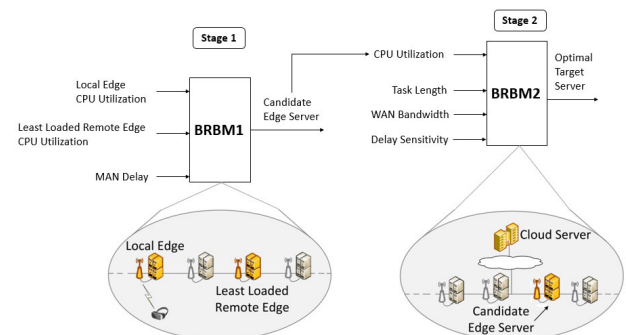 Stage 1
Local Edge
CPU Utilization
Least Loaded Remote Edge
CPU Utilization
MAN Delay
BRBM1
Candidate
Edge Server
Local Edge
Least Loaded
Remote Edge
Stage 2
CPU Utilization
Task Length
WAN Bandwidth
Delay Sensitivity
BRBM2
Optimal
Target
Server
Cloud Server
Candidate
Edge Server